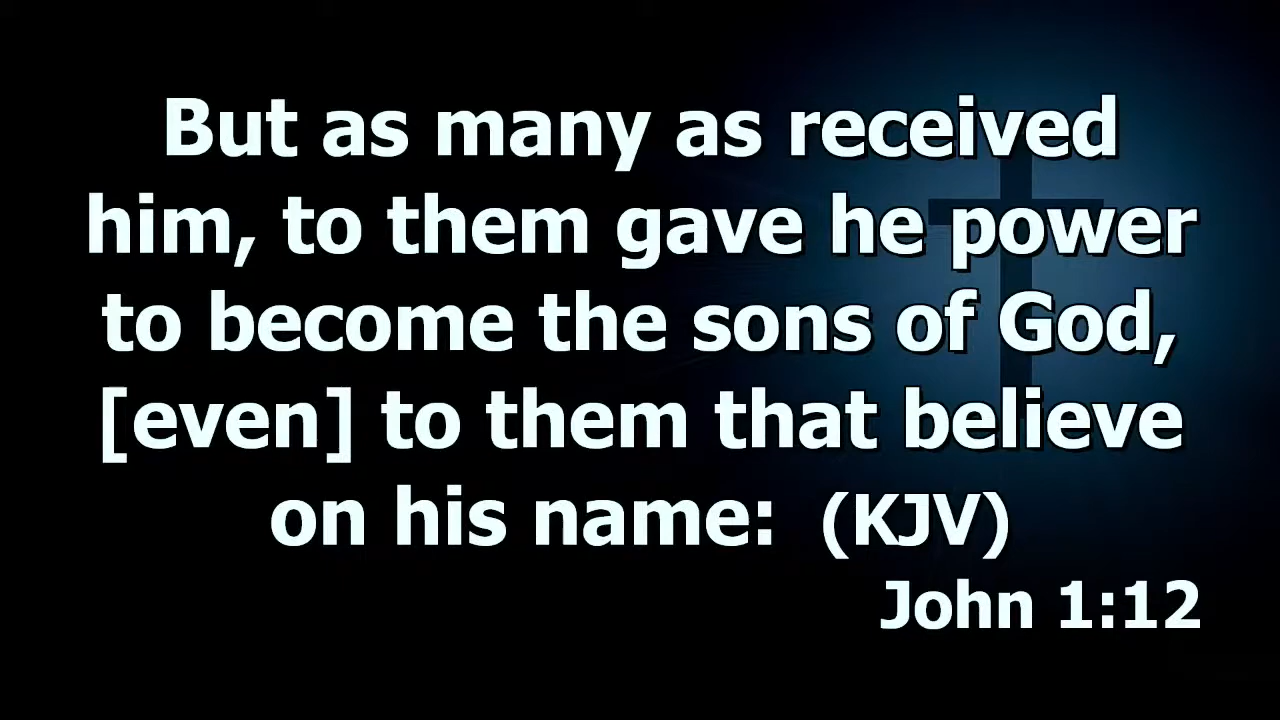 But as many as received
him, to them gave he power
to become the sons of God,
[even] to them that believe
on his name: (KJV)
John 1:12